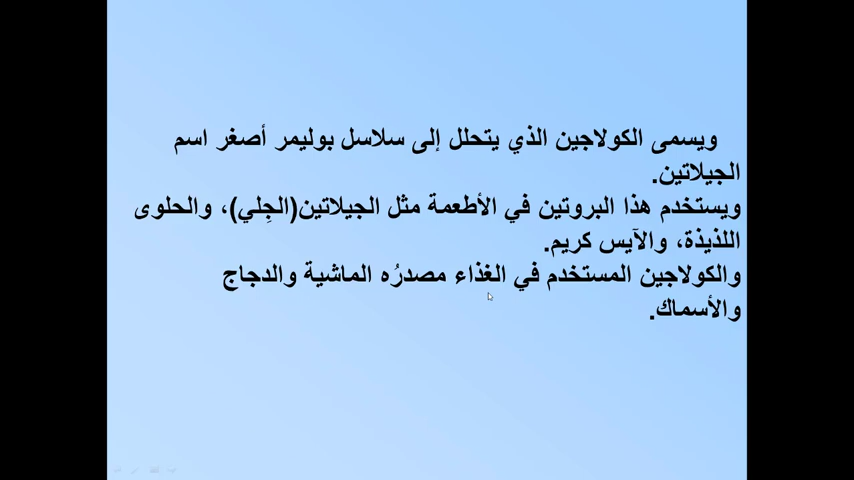 ويسمى الكولاجين الذي يتحلل إلى سلاسل بوليمر أصغر اسم
الجيلاتين.
ويستخدم هذا البروتين في الأطعمة مثل الجيلاتين(الجِلي)، والحلوى
اللذيذة، والآيس كريم.
والكولاجين المستخدم في الغذاء مصدرُه الماشية والدجاج
والأسماك.